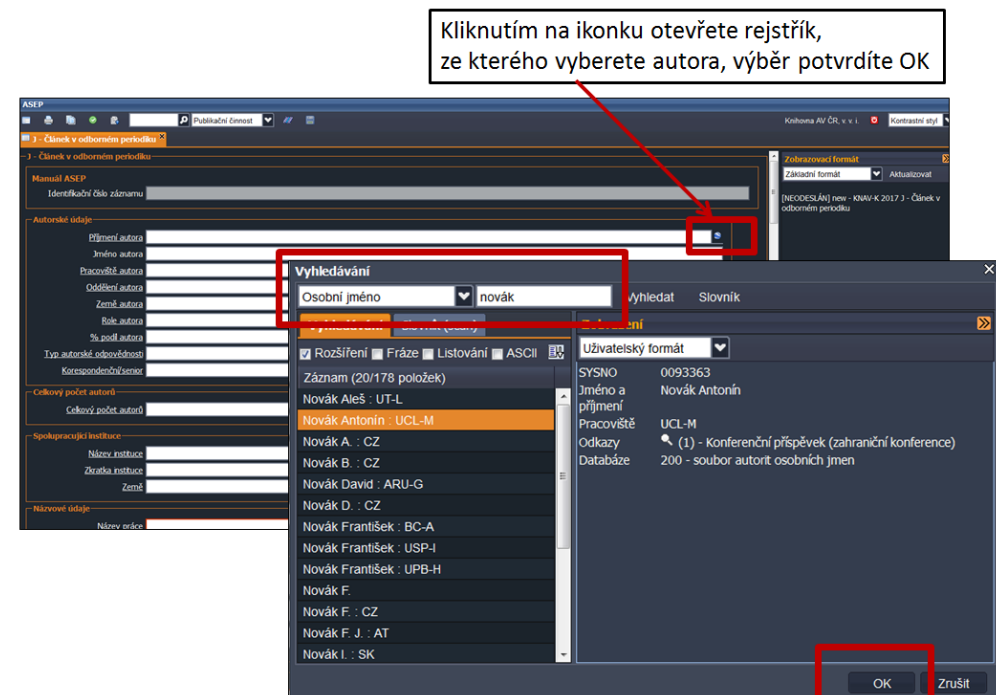 Kliknutím na ikonku otevřete rejstřík,
ze kterého vyberete autora, výběr potvrdíte OK
ASEP
Publikační činnost
Knihovna AV ČR, v. v. i.
Kontrastní styl
J - Článek v odborném periodiku
J - Článek v odborném periodiku
Manuál ASEP
Identifikační číslo záznamu
Autorské údaje
Příjmení autora
Jméno autora
Pracoviště autora
Oddělení autora
Země autora
Role autora
% podíl autora
Typ autorské odpovědnosti
Korespondenční/senior
Celkový počet autorů
Celkový počet autorů
Spolupracující instituce
Název instituce
Zkratka instituce
Země
Názvové údaje
Název práce
Zobrazovací formát
Základní formát
Aktualizovat
[NEODESLÁN] new - KNAV-K 2017 J - Článek v
odborném periodiku
Vyhledávání
Osobní jméno
novák
Vyhledat
Slovník
Vyhledávání
Slovník (scan)
Rozšíření
Fráze
Listování
ASCII
Záznam (20/178 položek)
Novák Aleš : UT-L
Novák Antonín : UCL-M
Novák A. : CZ
Novák B. : CZ
Novák David : ARU-G
Novák D. : CZ
Novák František : BC-A
Novák František : USP-I
Novák František : UPB-H
Novák F.
Novák F. : CZ
Novák F. J. : AT
Novák I. : SK
Zobrazení
Uživatelský formát
SYSNO 0093363
Jméno a Novák Antonín
příjmení
Pracoviště UCL-M
Odkazy (1) - Konferenční příspěvek (zahraniční konference)
Databáze 200 - soubor autorit osobních jmen
OK
Zrušit